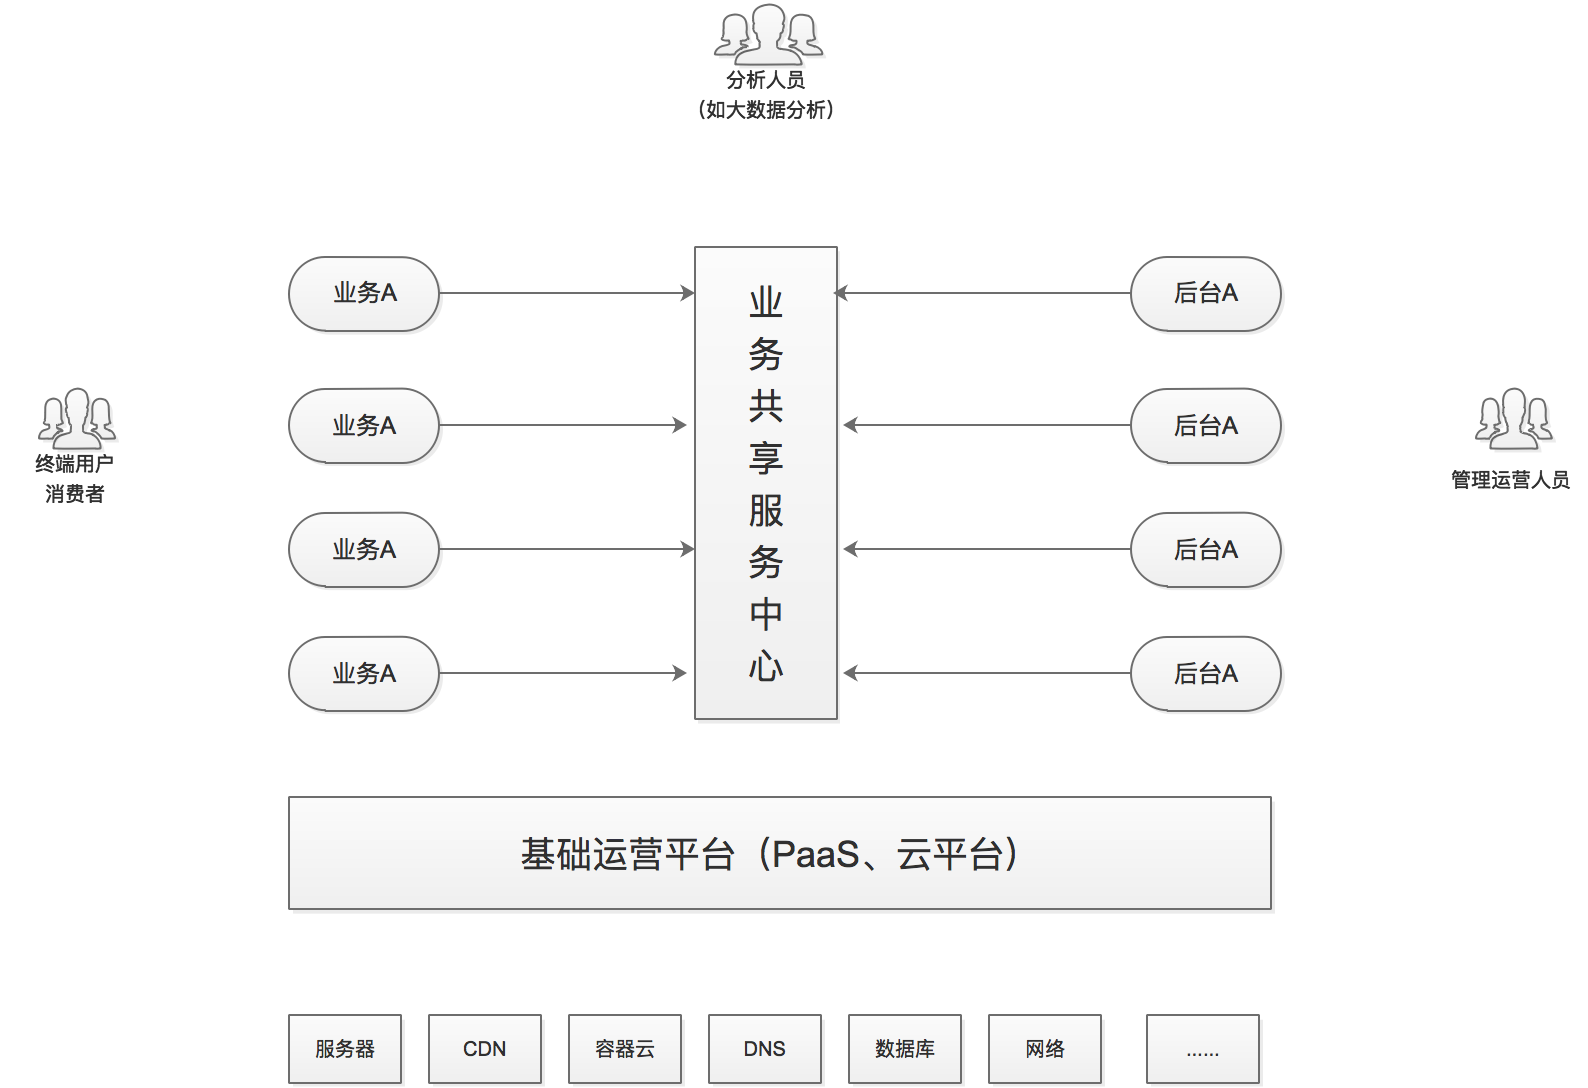 分析人员
（如大数据分析）
业务A
业务共享服务中心
后台A
业务A
后台A
终端用户
消费者
管理运营人员
业务A
后台A
业务A
后台A
基础运营平台（PaaS、云平台）
服务器
CDN
容器云
DNS
数据库
网络
......